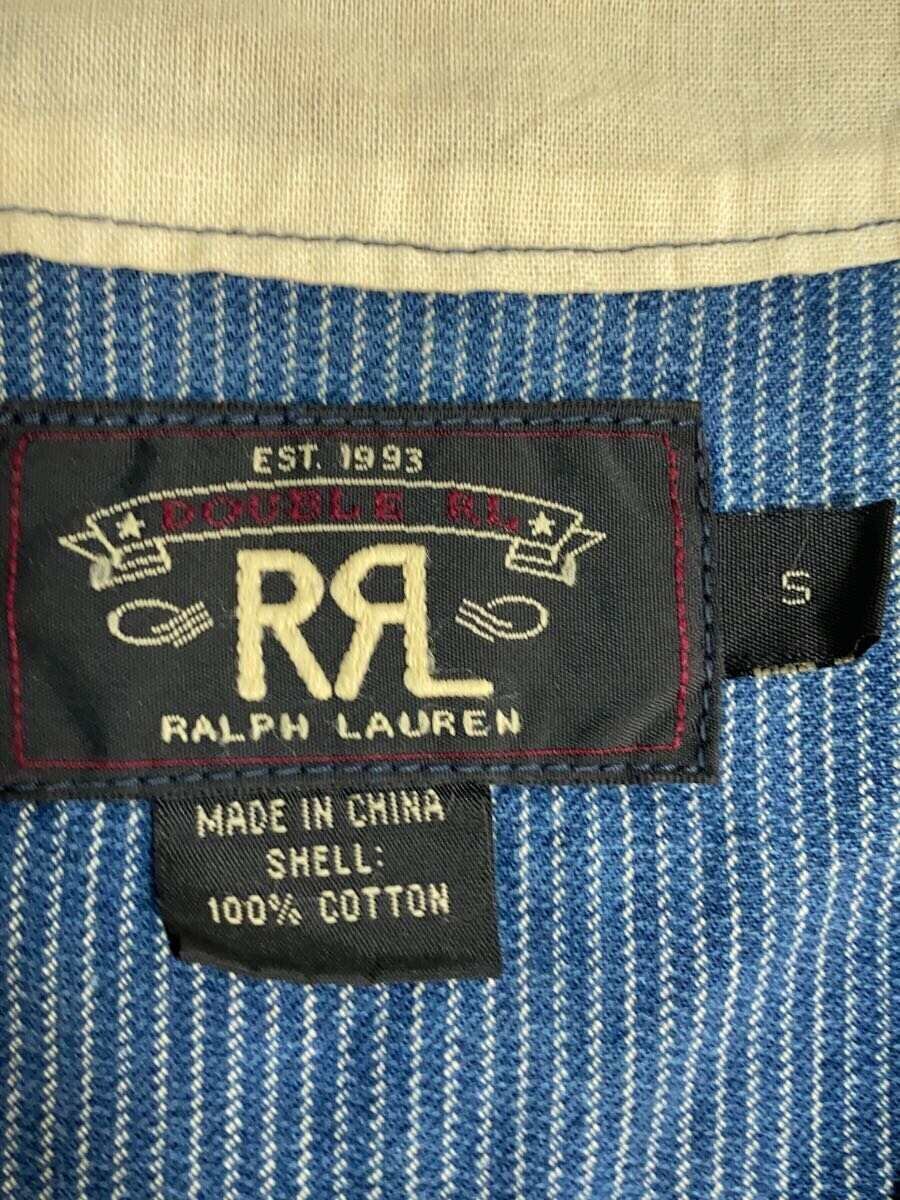 EST. 1993
DOUBLE RL
RRL
RALPH LAUREN
S
MADE IN CHINA
SHELL:
100% COTTON